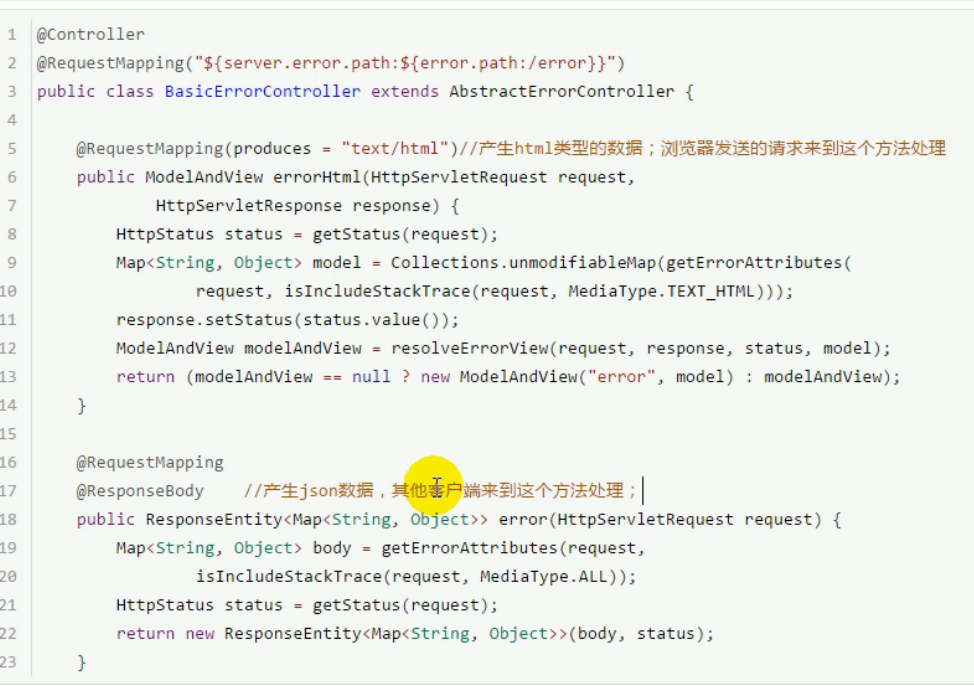 1 @Controller
2 @RequestMapping("${server.error.path:${error.path:/error}}")
3 public class BasicErrorController extends AbstractErrorController {
4
5 @RequestMapping(produces = "text/html")//产生html类型的数据；浏览器发送的请求来到这个方法处理
6 public ModelAndView errorHtml(HttpServletRequest request,
7 HttpServletResponse response) {
8 HttpStatus status = getStatus(request);
9 Map<String, Object> model = Collections.unmodifiableMap(getErrorAttributes(
10 request, isIncludeStackTrace(request, MediaType.TEXT_HTML)));
11 response.setStatus(status.value());
12 ModelAndView modelAndView = resolveErrorView(request, response, status, model);
13 return (modelAndView == null ? new ModelAndView("error", model) : modelAndView);
14 }
15
16 @RequestMapping
17 @ResponseBody //产生json数据，其他客户端来到这个方法处理；
18 public ResponseEntity<Map<String, Object>> error(HttpServletRequest request) {
19 Map<String, Object> body = getErrorAttributes(request,
20 isIncludeStackTrace(request, MediaType.ALL));
21 HttpStatus status = getStatus(request);
22 return new ResponseEntity<Map<String, Object>>(body, status);
23 }